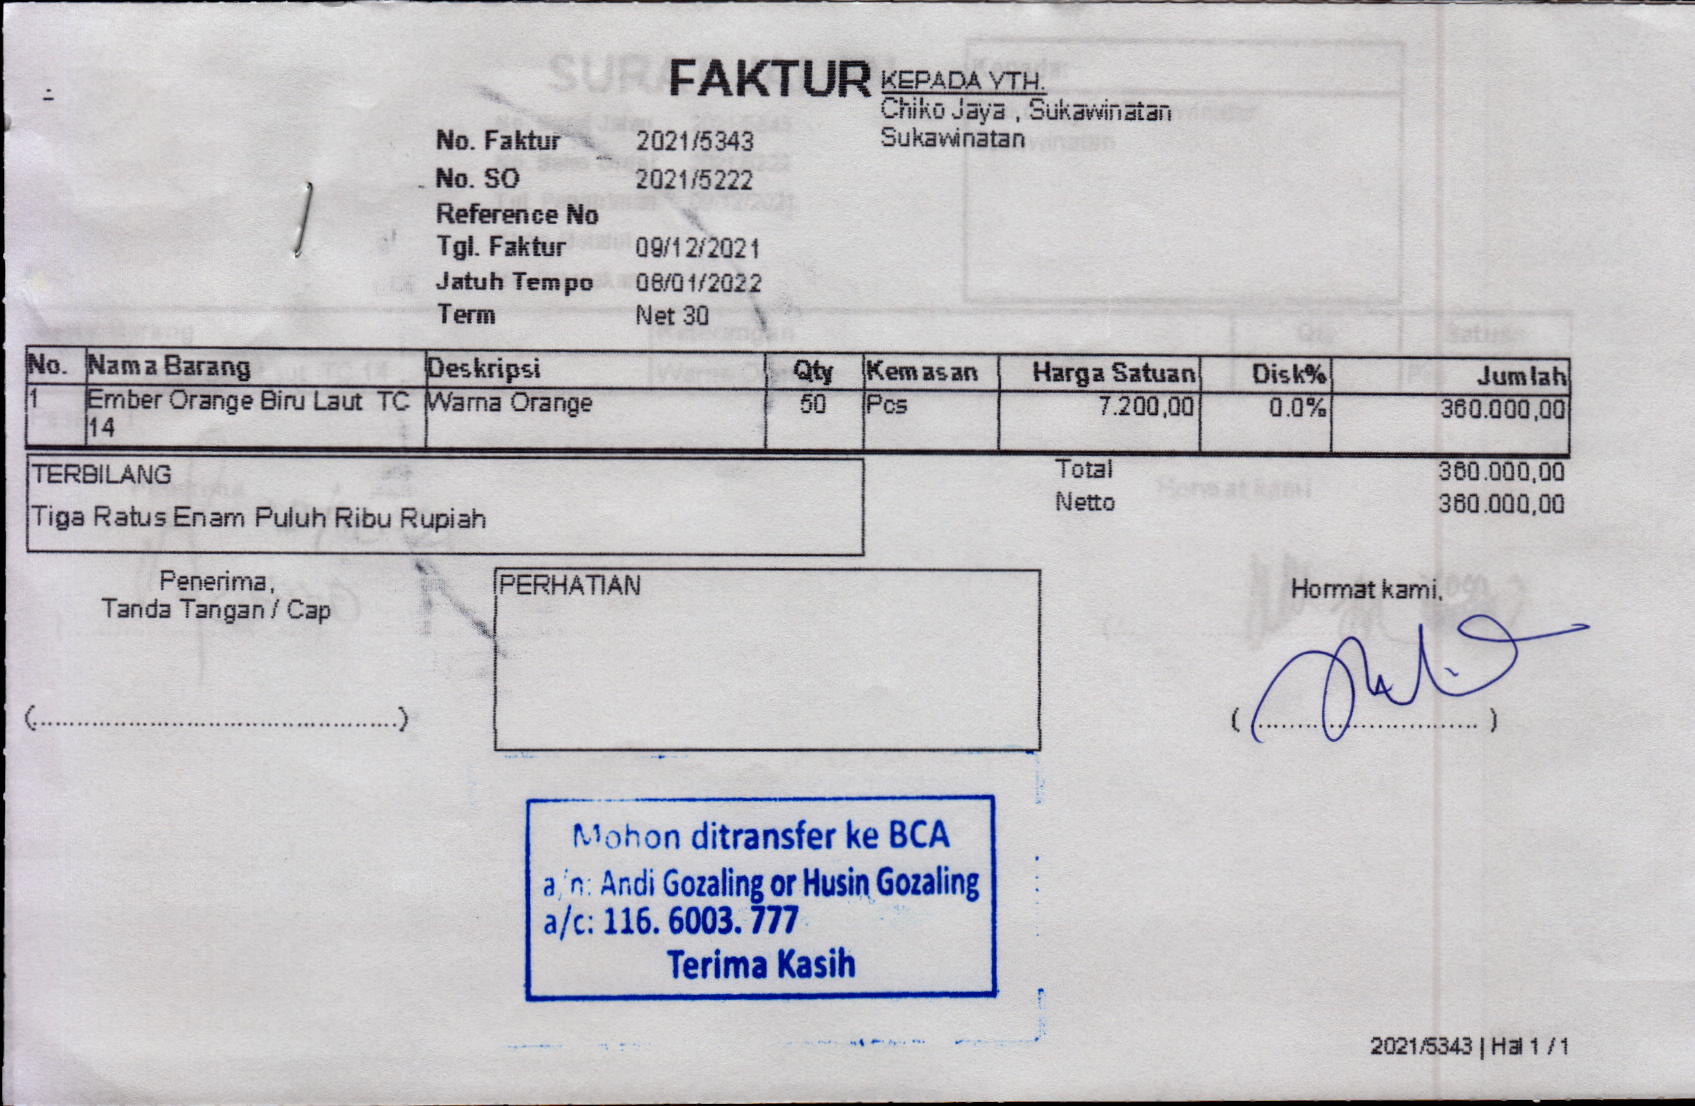 FAKTUR
KEPADA YTH.
Chiko Jaya , Sukawinatan
Sukawinatan
No. Faktur 2021/5343
No. SO 2021/5222
Reference No
Tgl. Faktur 09/12/2021
Jatuh Tempo 08/01/2022
Term Net 30
No. Nama Barang Deskripsi Qty Kemasan Harga Satuan Disk% Jumlah
1 Ember Orange Biru Laut TC Warna Orange 50 Pcs 7.200,00 0.0% 360.000,00
14
TERBILANG
Tiga Ratus Enam Puluh Ribu Rupiah
Total 360.000,00
Netto 360.000,00
Penerima,
Tanda Tangan / Cap
(................................................)
PERHATIAN
Hormat kami,
(.............................)
Mohon ditransfer ke BCA
a/n: Andi Gozaling or Husin Gozaling
a/c: 116. 6003. 777
Terima Kasih
2021/5343 | Hal 1 / 1